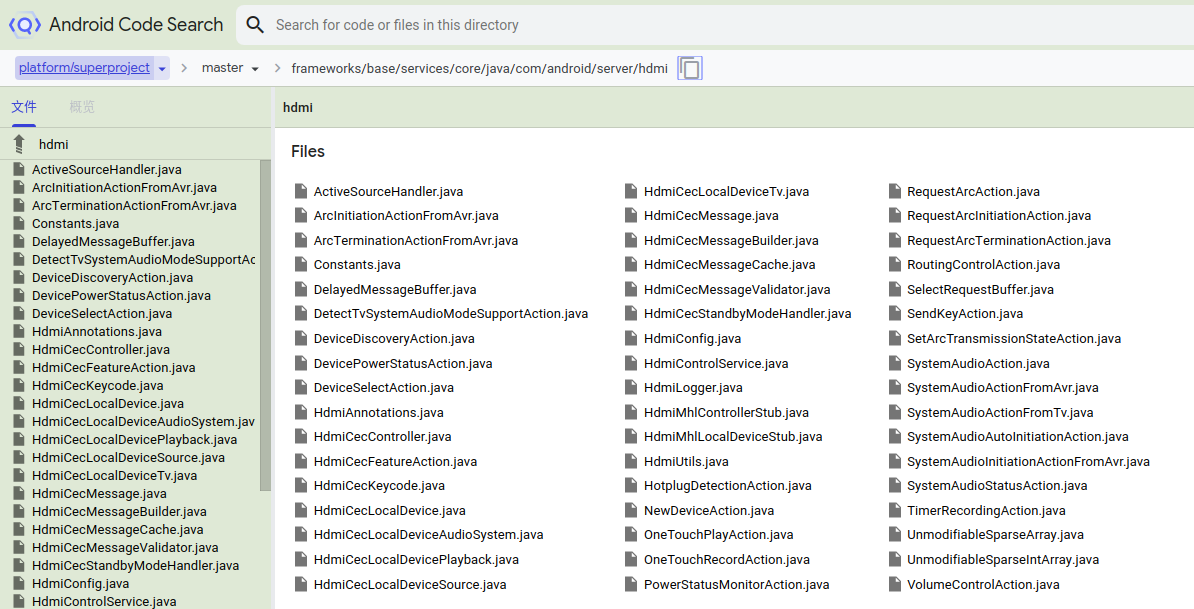 Android Code Search
Search for code or files in this directory
platform/superproject
master
frameworks/base/services/core/java/com/android/server/hdmi
文件
概览
hdmi
ActiveSourceHandler.java
ArcInitiationActionFromAvr.java
ArcTerminationActionFromAvr.java
Constants.java
DelayedMessageBuffer.java
DetectTvSystemAudioModeSupportAc
DeviceDiscoveryAction.java
DevicePowerStatusAction.java
DeviceSelectAction.java
HdmiAnnotations.java
HdmiCecController.java
HdmiCecFeatureAction.java
HdmiCecKeycode.java
HdmiCecLocalDevice.java
HdmiCecLocalDeviceAudioSystem.jav
HdmiCecLocalDevicePlayback.java
HdmiCecLocalDeviceSource.java
HdmiCecLocalDeviceTv.java
HdmiCecMessage.java
HdmiCecMessageBuilder.java
HdmiCecMessageCache.java
HdmiCecMessageValidator.java
HdmiCecStandbyModeHandler.java
HdmiConfig.java
HdmiControlService.java
hdmi
Files
ActiveSourceHandler.java
ArcInitiationActionFromAvr.java
ArcTerminationActionFromAvr.java
Constants.java
DelayedMessageBuffer.java
DetectTvSystemAudioModeSupportAction.java
DeviceDiscoveryAction.java
DevicePowerStatusAction.java
DeviceSelectAction.java
HdmiAnnotations.java
HdmiCecController.java
HdmiCecFeatureAction.java
HdmiCecKeycode.java
HdmiCecLocalDevice.java
HdmiCecLocalDeviceAudioSystem.java
HdmiCecLocalDevicePlayback.java
HdmiCecLocalDeviceSource.java
HdmiCecLocalDeviceTv.java
HdmiCecMessage.java
HdmiCecMessageBuilder.java
HdmiCecMessageCache.java
HdmiCecMessageValidator.java
HdmiCecStandbyModeHandler.java
HdmiConfig.java
HdmiControlService.java
HdmiLogger.java
HdmiMhlControllerStub.java
HdmiMhlLocalDeviceStub.java
HdmiUtils.java
HotplugDetectionAction.java
NewDeviceAction.java
OneTouchPlayAction.java
OneTouchRecordAction.java
PowerStatusMonitorAction.java
RequestArcAction.java
RequestArcInitiationAction.java
RequestArcTerminationAction.java
RoutingControlAction.java
SelectRequestBuffer.java
SendKeyAction.java
SetArcTransmissionStateAction.java
SystemAudioAction.java
SystemAudioActionFromAvr.java
SystemAudioActionFromTv.java
SystemAudioAutoInitiationAction.java
SystemAudioInitiationActionFromAvr.java
SystemAudioStatusAction.java
TimerRecordingAction.java
UnmodifiableSparseArray.java
UnmodifiableSparseIntArray.java
VolumeControlAction.java